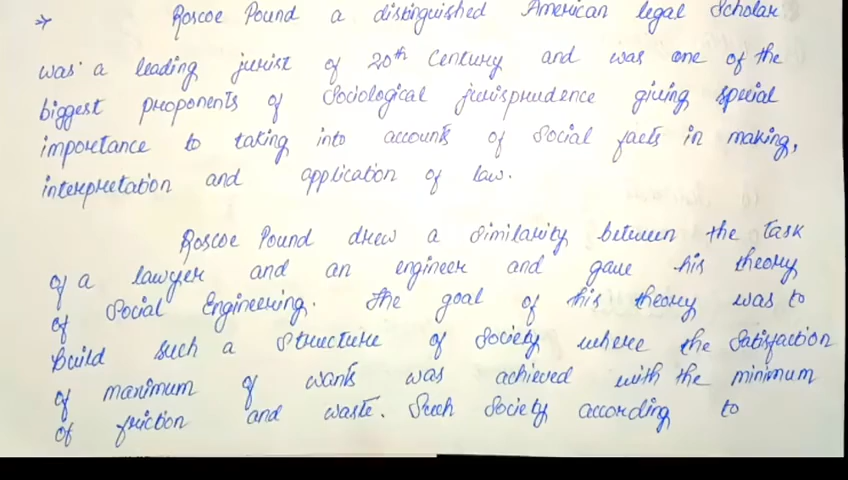 → Roscoe Pound a distinguished American legal Scholar
was a leading jurist of 20th Century and was one of the
biggest proponents of Sociological jurisprudence giving special
importance to taking into accounts of Social facts in making,
interpretation and application of law.
Roscoe Pound drew a Similarity between the task
of a lawyer and an engineer and gave his theory
of Social Engineering. The goal of his theory was to
Build such a Structure of Society where the Satisfaction
of maximum of wants was achieved with the minimum
of friction and waste. Such Society according to